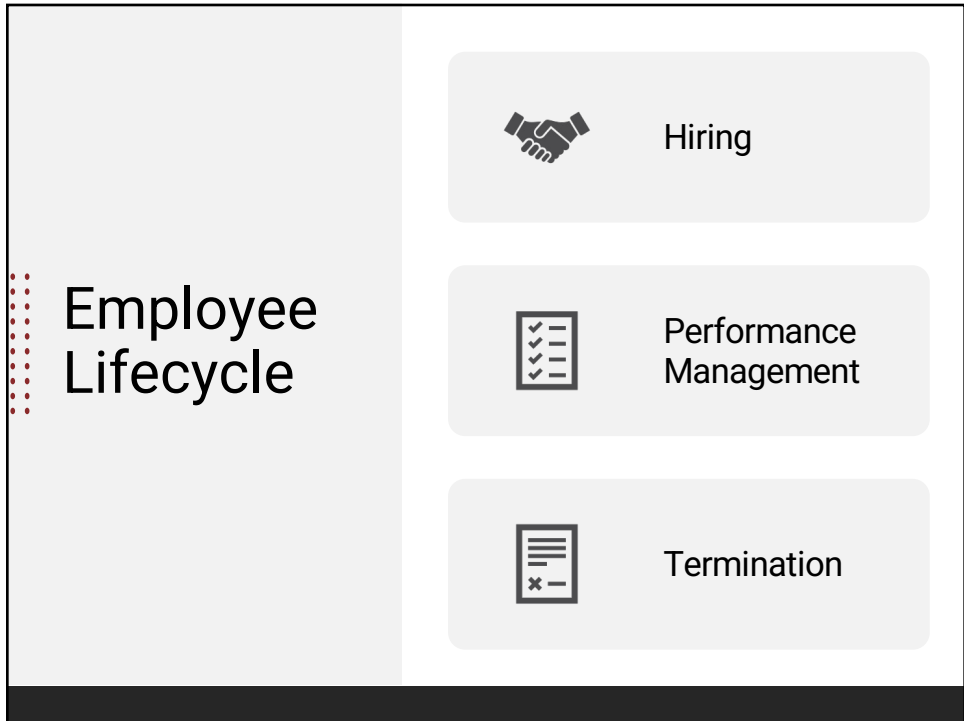 Employee
Lifecycle
Hiring
Performance
Management
Termination